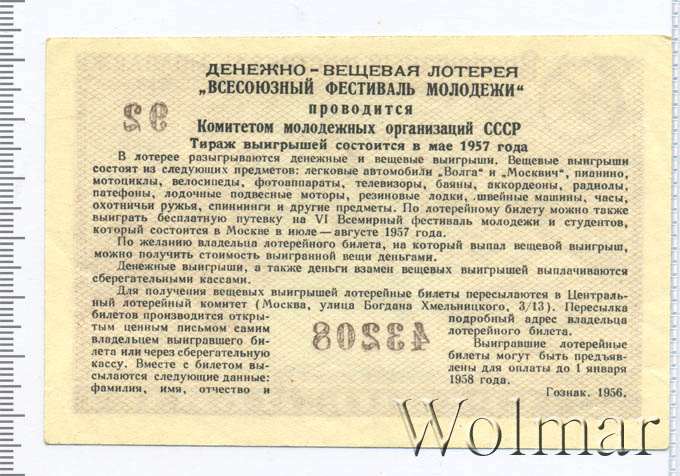 ДЕНЕЖНО-ВЕЩЕВАЯ ЛОТЕРЕЯ
„ВСЕСОЮЗНЫЙ ФЕСТИВАЛЬ МОЛОДЕЖИ“
92
проводится
Комитетом молодежных организаций СССР
Тираж выигрышей состоится в мае 1957 года
В лотерее разыгрываются денежные и вещевые выигрыши. Вещевые выигрыши
состоят из следующих предметов: легковые автомобили „Волга“ и „Москвич“, пианино,
мотоциклы, велосипеды, фотоаппараты, телевизоры, баяны, аккордеоны, радиолы,
патефоны, лодочные подвесные моторы, резиновые лодки, швейные машины, часы,
охотничьи ружья, спиннинги и другие предметы. По лотерейному билету можно также
выиграть бесплатную путевку на VI Всемирный фестиваль молодежи и студентов,
который состоится в Москве в июле—августе 1957 года.
По желанию владельца лотерейного билета, на который выпал вещевой выигрыш,
можно получить стоимость выигранной вещи деньгами.
Денежные выигрыши, а также деньги взамен вещевых выигрышей выплачиваются
сберегательными кассами.
Для получения вещевых выигрышей лотерейные билеты пересылаются в Централь-
ный лотерейный комитет (Москва, улица Богдана Хмельницкого, 3/13). Пересылка
билетов производится откры-
тым ценным письмом самим
владельцем выигравшего би-
лета или через сберегательную
кассу. Вместе с билетом вы-
сылаются следующие данные:
фамилия, имя, отчество и
43208
подробный адрес владельца
лотерейного билета.
Выигравшие лотерейные
билеты могут быть предъяв-
лены для оплаты до 1 января
1958 года.
Гознак. 1956.
Wolmar